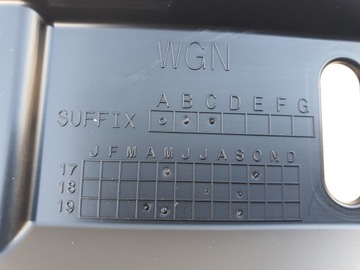 WGN
A B C D E F G
SUFFIX
J F M A M J J A S O N D
17
18
19